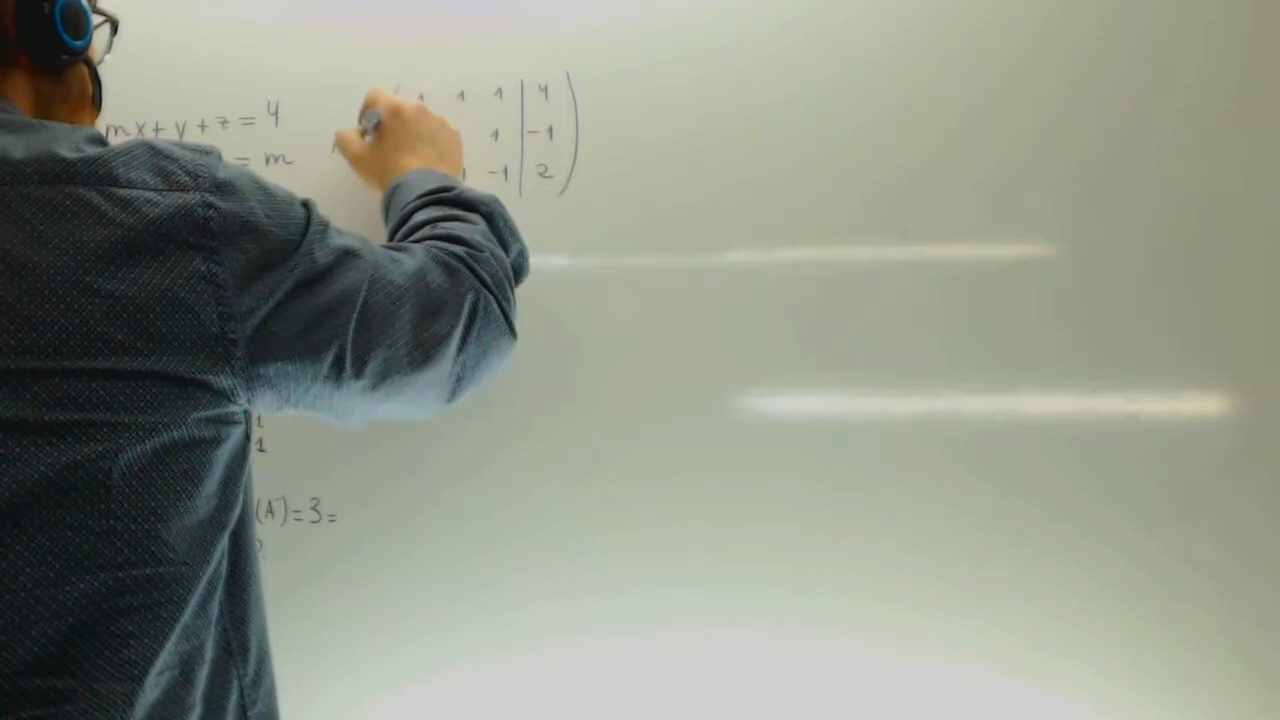 mx+y+z=4
=m
1 1 1 | 4
1 | -1
1 -1 | 2
1
1
(A)=3=